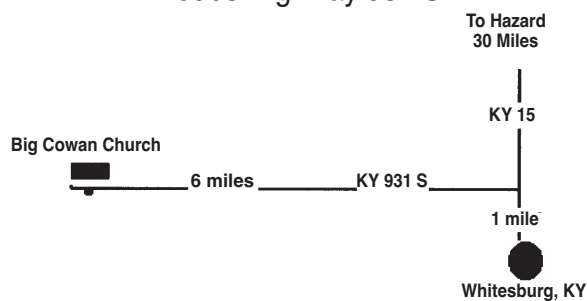 To Hazard
30 Miles
KY 15
Big Cowan Church
6 miles
KY 931 S
1 mile
Whitesburg, KY